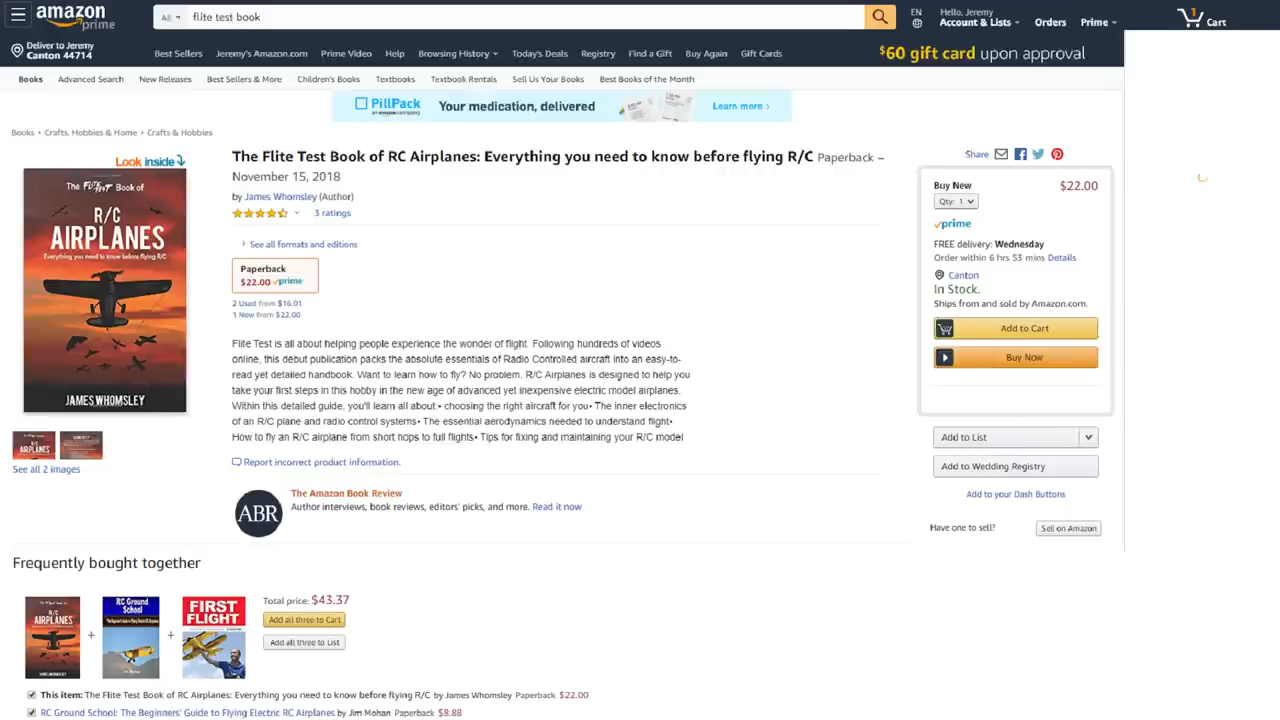 amazon
prime
All
flite test book
EN
Hello, Jeremy
Account & Lists
Orders
Prime
1
Cart
Deliver to Jeremy
Canton 44714
Best Sellers
Jeremy's Amazon.com
Prime Video
Help
Browsing History
Today's Deals
Registry
Find a Gift
Buy Again
Gift Cards
$60 gift card upon approval
Books
Advanced Search
New Releases
Best Sellers & More
Children's Books
Textbooks
Textbook Rentals
Sell Us Your Books
Best Books of the Month
PillPack
an amazon company
Your medication, delivered
Learn more ›
Books › Crafts, Hobbies & Home › Crafts & Hobbies
Look inside
The FLITE TEST Book of
R/C
AIRPLANES
Everything you need to know before flying R/C
JAMES WHOMSLEY
See all 2 images
The Flite Test Book of RC Airplanes: Everything you need to know before flying R/C Paperback –
November 15, 2018
by James Whomsley (Author)
3 ratings
› See all formats and editions
Paperback
$22.00 prime
2 Used from $16.01
1 New from $22.00
Flite Test is all about helping people experience the wonder of flight. Following hundreds of videos
online, this debut publication packs the absolute essentials of Radio Controlled aircraft into an easy-to-
read yet detailed handbook. Want to learn how to fly? No problem. R/C Airplanes is designed to help you
take your first steps in this hobby in the new age of advanced yet inexpensive electric model airplanes.
Within this detailed guide, you'll learn all about:• choosing the right aircraft for you• The inner electronics
of an R/C plane and radio control systems• The essential aerodynamics needed to understand flight•
How to fly an R/C airplane from short hops to full flights• Tips for fixing and maintaining your R/C model
Report incorrect product information.
ABR
The Amazon Book Review
Author interviews, book reviews, editors' picks, and more. Read it now
Share
Buy New
$22.00
Qty: 1
prime
FREE delivery: Wednesday
Order within 6 hrs 53 mins Details
Canton
In Stock.
Ships from and sold by Amazon.com.
Add to Cart
Buy Now
Add to List
Add to Wedding Registry
Add to your Dash Buttons
Have one to sell?
Sell on Amazon
Frequently bought together
R/C
AIRPLANES
+
RC Ground
School
+
FIRST
FLIGHT
Total price: $43.37
Add all three to Cart
Add all three to List
This item: The Flite Test Book of RC Airplanes: Everything you need to know before flying R/C by James Whomsley Paperback $22.00
RC Ground School: The Beginners' Guide to Flying Electric RC Airplanes by Jim Mohan Paperback $8.88